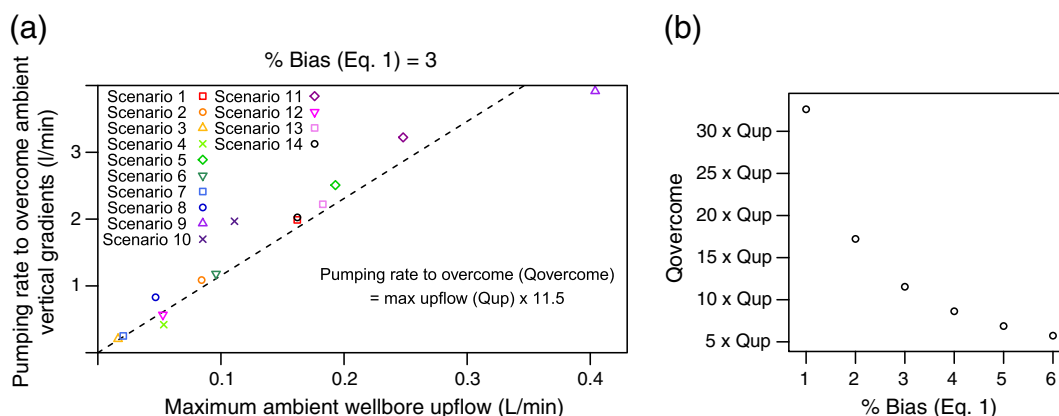 (a)
% Bias (Eq. 1) = 3
Pumping rate to overcome ambient
vertical gradients (l/min)
3
2
1
Scenario 1
Scenario 2
Scenario 3
Scenario 4
Scenario 5
Scenario 6
Scenario 7
Scenario 8
Scenario 9
Scenario 10
Scenario 11
Scenario 12
Scenario 13
Scenario 14
Pumping rate to overcome (Qovercome)
= max upflow (Qup) x 11.5
0.1 0.2 0.3 0.4
Maximum ambient wellbore upflow (L/min)
(b)
Qovercome
30 x Qup
25 x Qup
20 x Qup
15 x Qup
10 x Qup
5 x Qup
1 2 3 4 5 6
% Bias (Eq. 1)